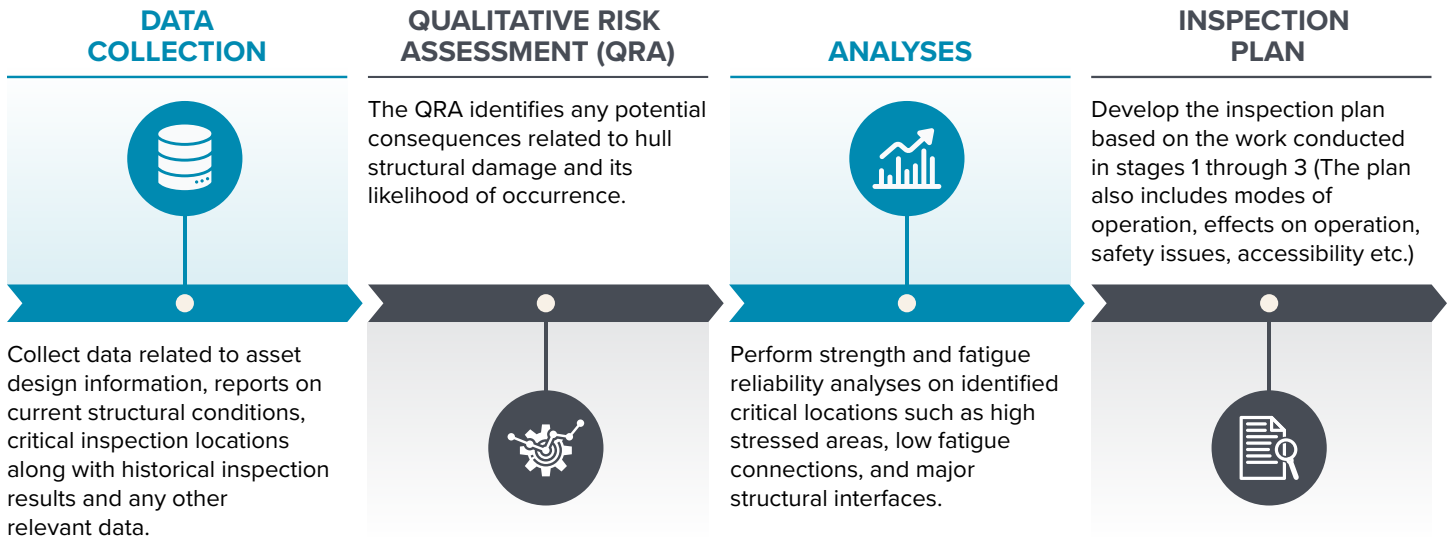 DATA
COLLECTION
Collect data related to asset
design information, reports on
current structural conditions,
critical inspection locations
along with historical inspection
results and any other
relevant data.
QUALITATIVE RISK
ASSESSMENT (QRA)
The QRA identifies any potential
consequences related to hull
structural damage and its
likelihood of occurrence.
ANALYSES
Perform strength and fatigue
reliability analyses on identified
critical locations such as high
stressed areas, low fatigue
connections, and major
structural interfaces.
INSPECTION
PLAN
Develop the inspection plan
based on the work conducted
in stages 1 through 3 (The plan
also includes modes of
operation, effects on operation,
safety issues, accessibility etc.)